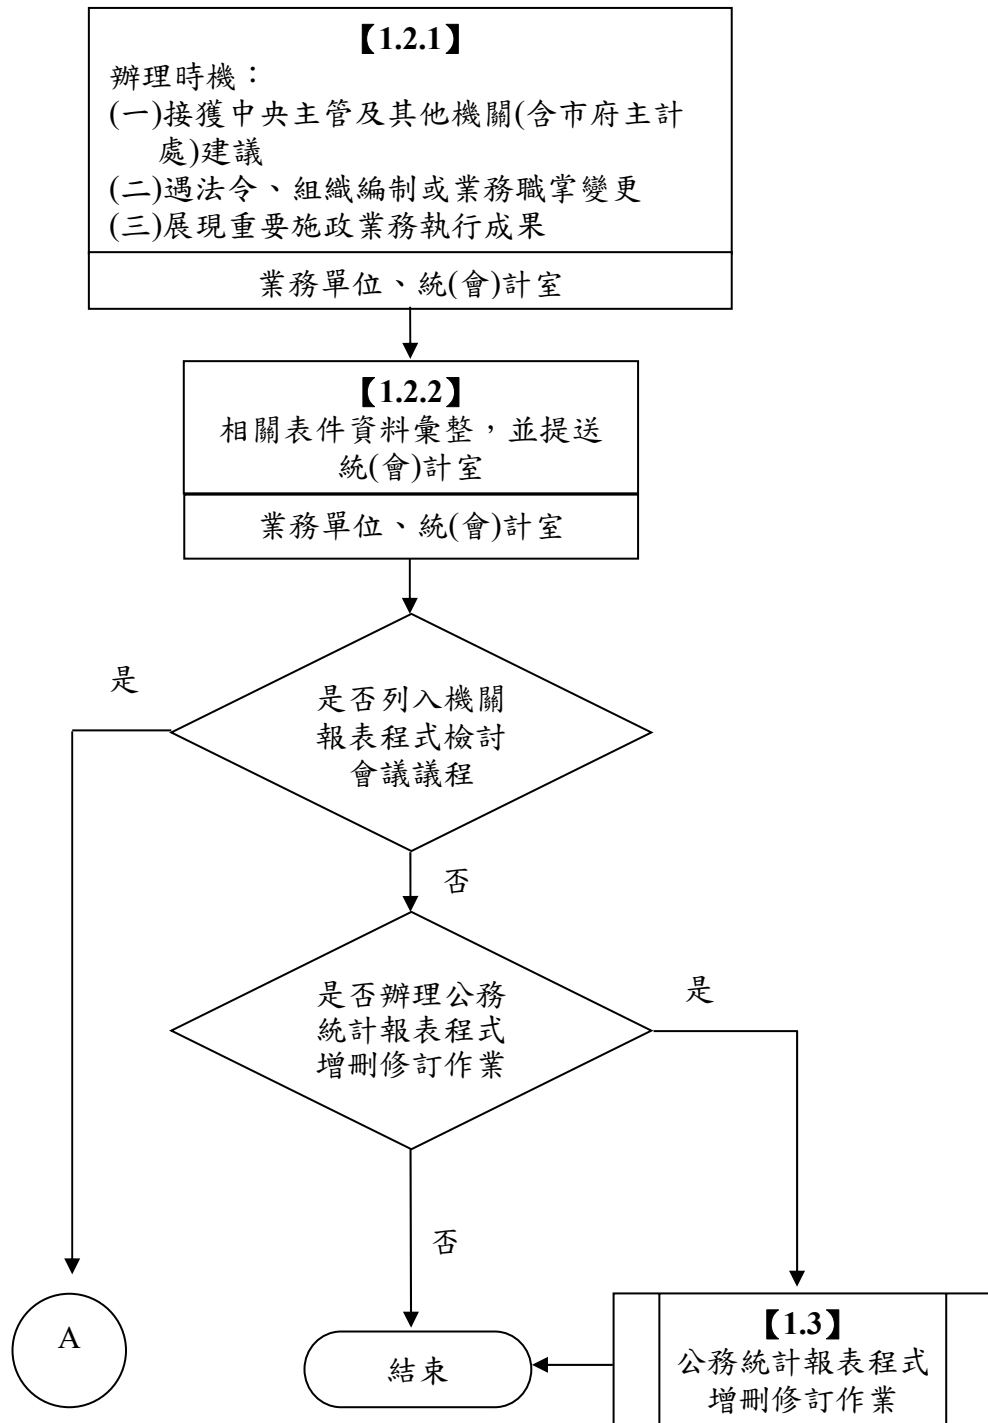 【1.2.1】
辦理時機：
(一)接獲中央主管及其他機關(含市府主計
處)建議
(二)遇法令、組織編制或業務職掌變更
(三)展現重要施政業務執行成果
業務單位、統(會)計室
【1.2.2】
相關表件資料彙整，並提送
統(會)計室
業務單位、統(會)計室
是
是否列入機關
報表程式檢討
會議議程
否
是否辦理公務
統計報表程式
增刪修訂作業
是
否
A
結束
【1.3】
公務統計報表程式
增刪修訂作業